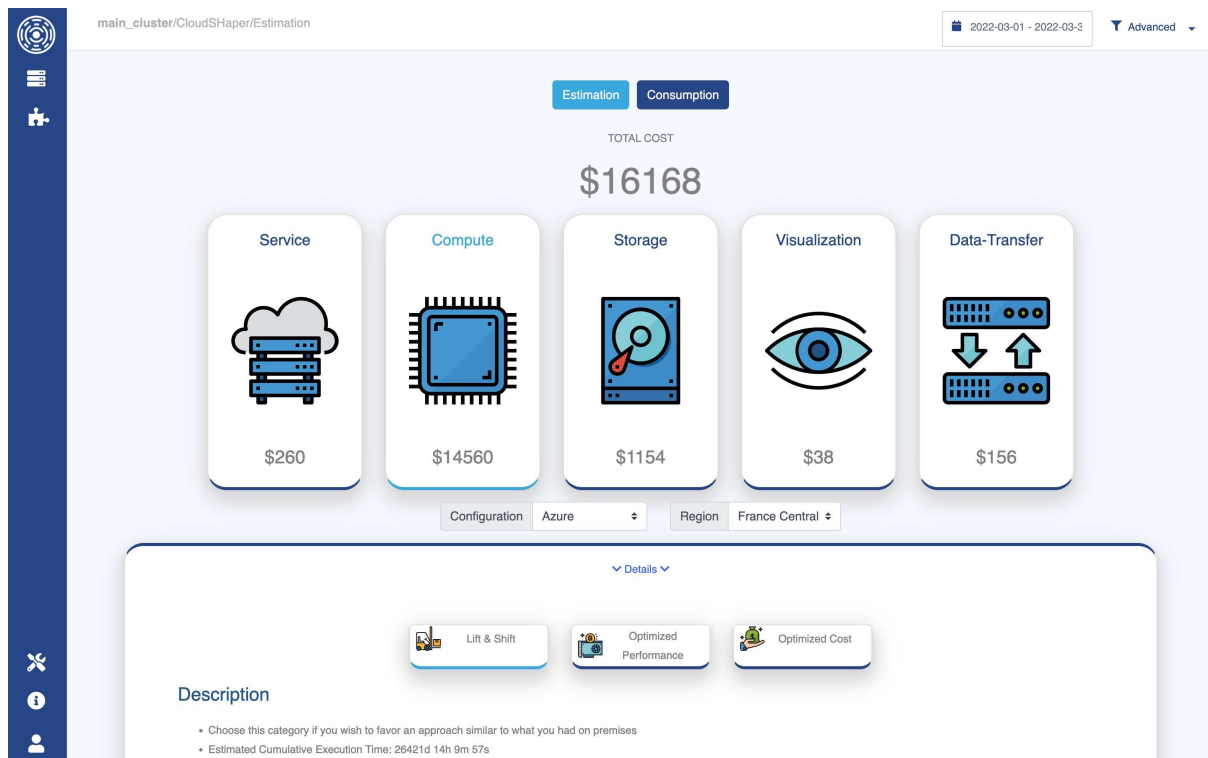 main_cluster/CloudSHaper/Estimation
2022-03-01 - 2022-03-3
Advanced
Estimation Consumption
TOTAL COST
$16168
Service Compute Storage Visualization Data-Transfer
$260 $14560 $1154 $38 $156
Configuration Azure Region France Central
Details
Lift & Shift
Optimized
Performance
Optimized Cost
Description
• Choose this category if you wish to favor an approach similar to what you had on premises
• Estimated Cumulative Execution Time: 26421d 14h 9m 57s